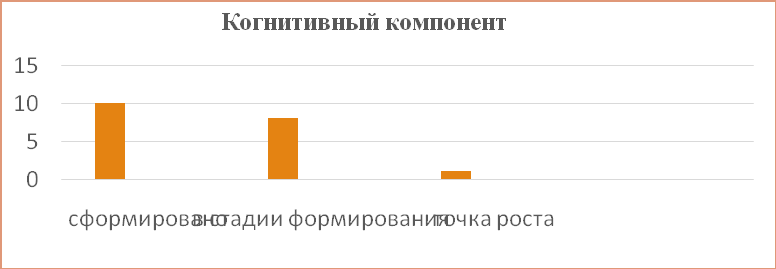 Когнитивный компонент
15
10
5
0
сформировано в стадии формирования точка роста